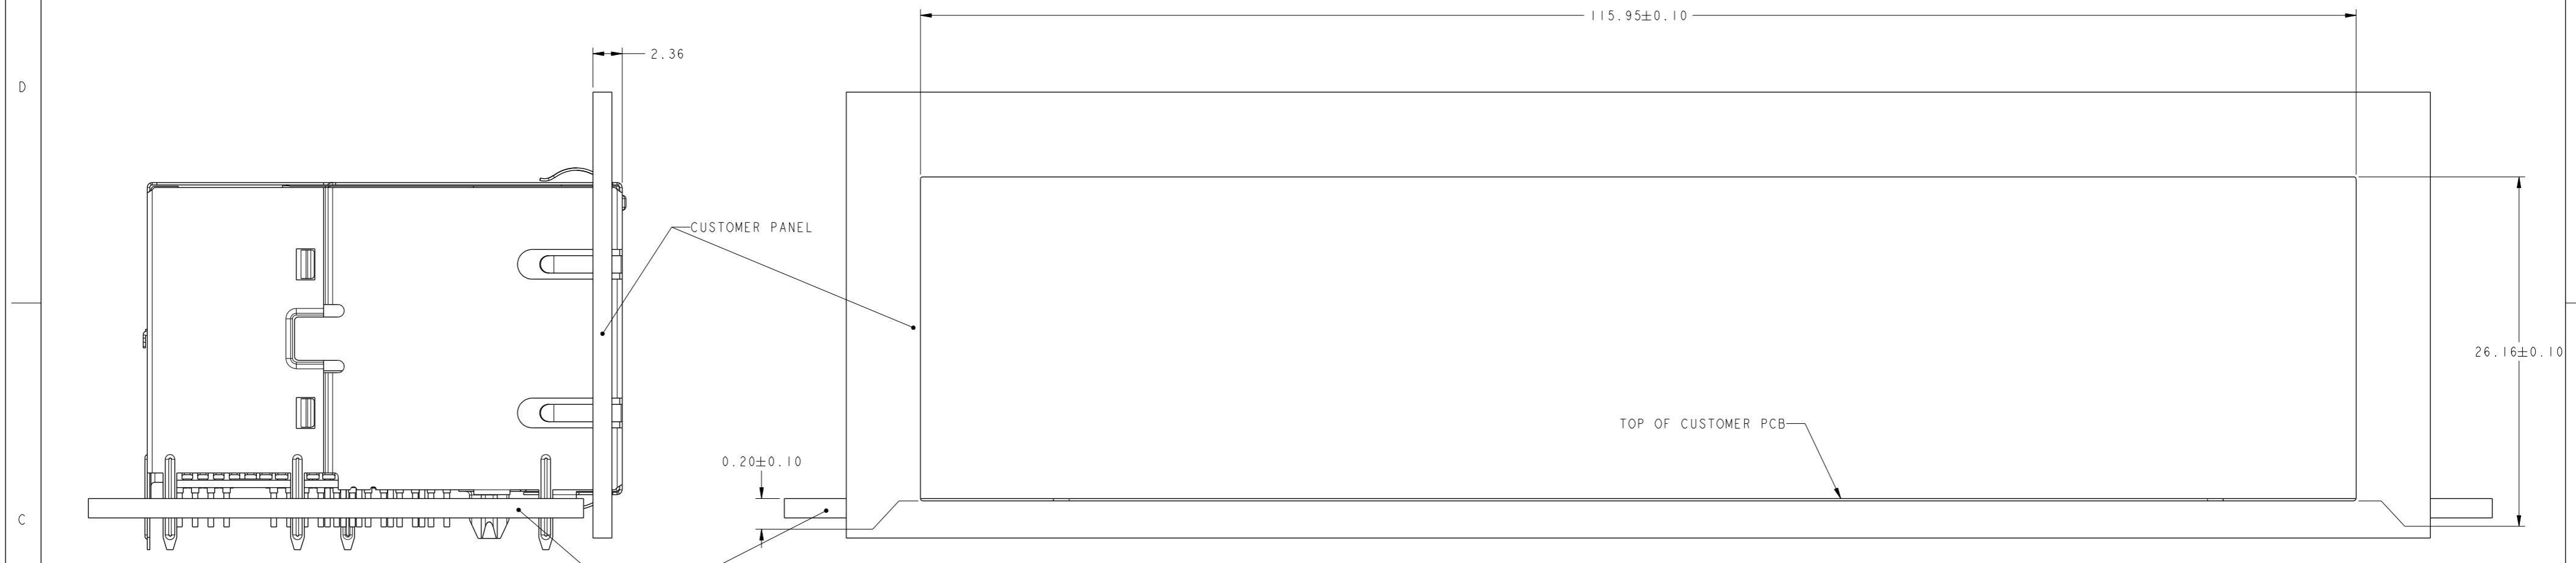 115.95±0.10
2.36
D
CUSTOMER PANEL
26.16±0.10
TOP OF CUSTOMER PCB
0.20±0.10
C